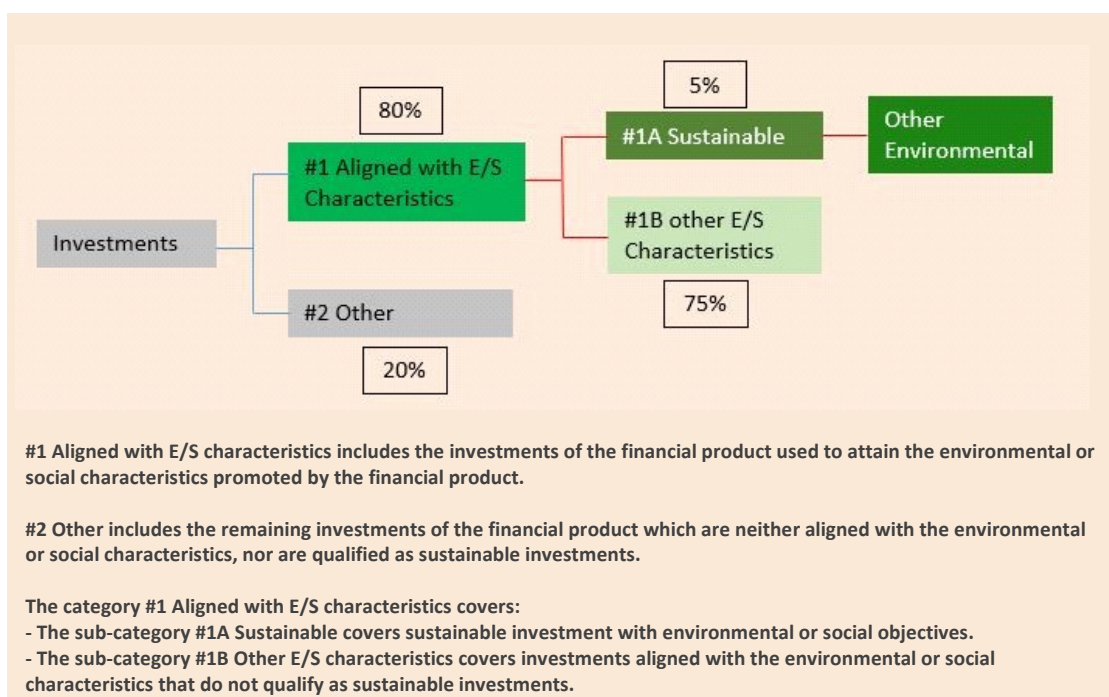 80%
5%
#1 Aligned with E/S
Characteristics
#1A Sustainable
Other
Environmental
Investments
#1B other E/S
Characteristics
#2 Other
75%
20%
#1 Aligned with E/S characteristics includes the investments of the financial product used to attain the environmental or
social characteristics promoted by the financial product.
#2 Other includes the remaining investments of the financial product which are neither aligned with the environmental
or social characteristics, nor are qualified as sustainable investments.
The category #1 Aligned with E/S characteristics covers:
- The sub-category #1A Sustainable covers sustainable investment with environmental or social objectives.
- The sub-category #1B Other E/S characteristics covers investments aligned with the environmental or social
characteristics that do not qualify as sustainable investments.